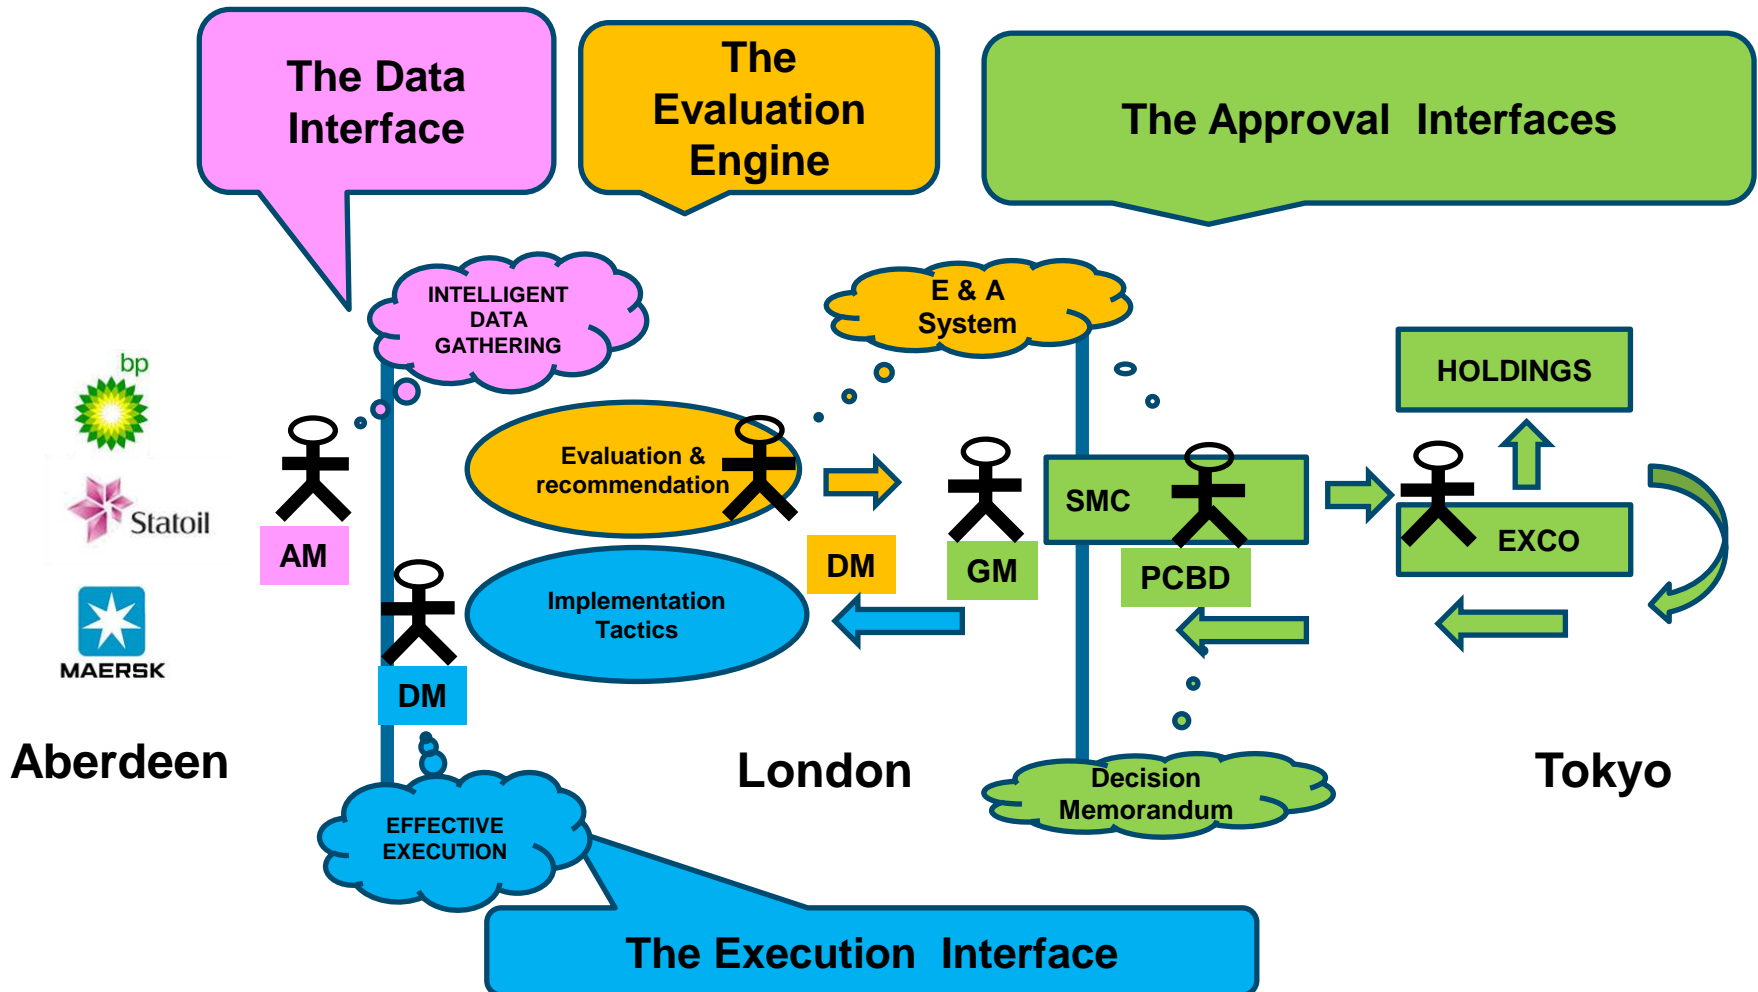 The Data
Interface
The
Evaluation
Engine
The Approval Interfaces
INTELLIGENT
DATA
GATHERING
E & A
System
bp
Statoil
MAERSK
HOLDINGS
Evaluation &
recommendation
SMC
EXCO
AM
DM
GM
PCBD
Implementation
Tactics
DM
Aberdeen
London
Tokyo
Decision
Memorandum
EFFECTIVE
EXECUTION
The Execution Interface